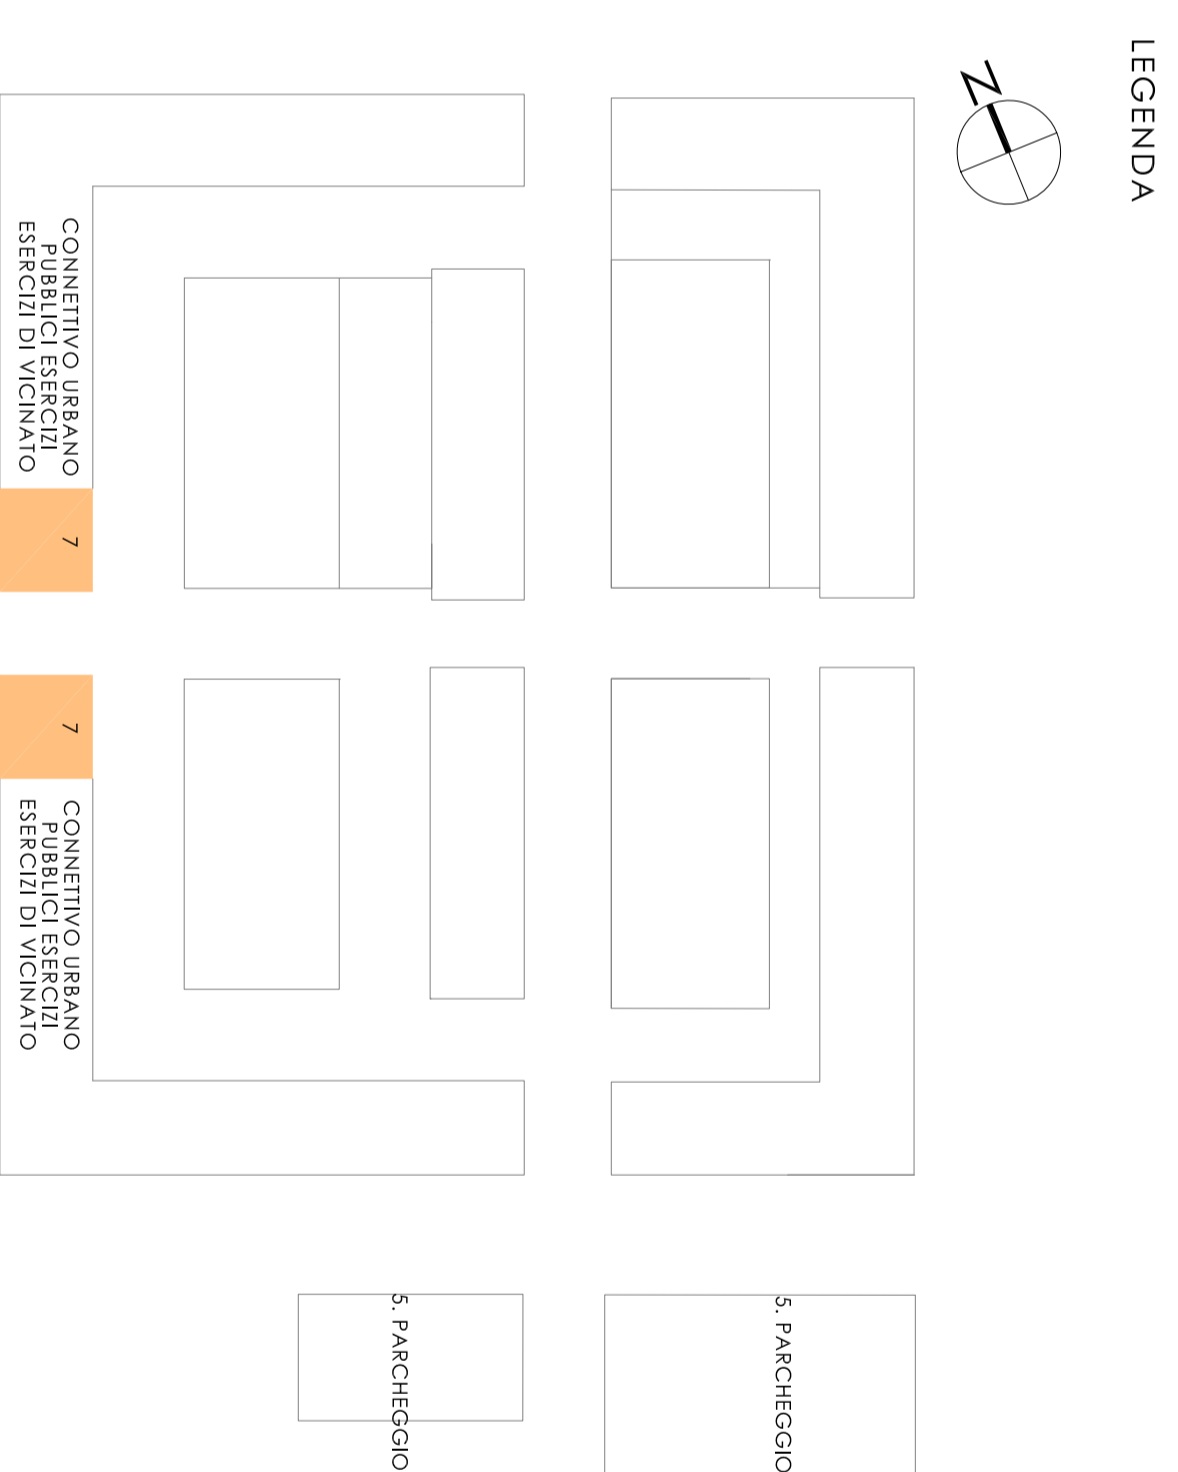 LEGENDA
N
CONNETTIVO URBANO
PUBBLICI ESERCIZI
ESERCIZI DI VICINATO
7
7
CONNETTIVO URBANO
PUBBLICI ESERCIZI
ESERCIZI DI VICINATO
5. PARCHEGGIO
5. PARCHEGGIO